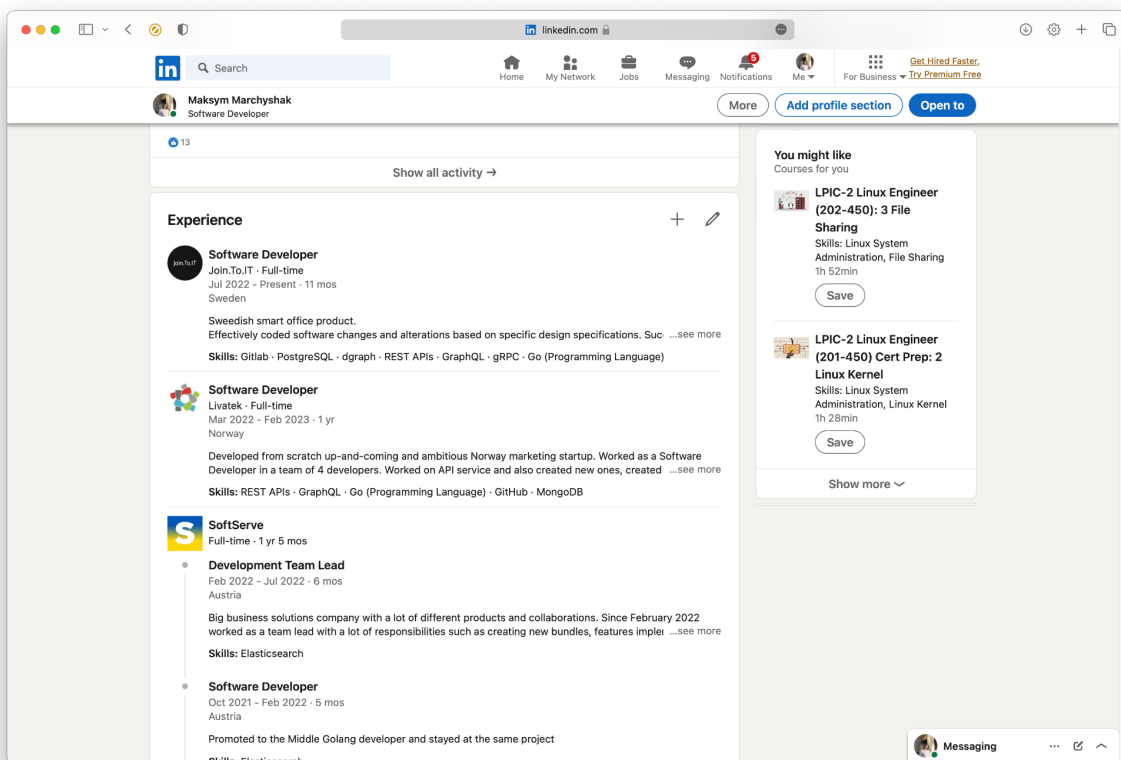 linkedin.com
in
Search
Home
My Network
Jobs
Messaging
5
Notifications
Me
For Business
Get Hired Faster,
Try Premium Free
Maksym Marchyshak
Software Developer
More
Add profile section
Open to
13
Show all activity →
Experience
Join.To.IT
Software Developer
Join.To.IT · Full-time
Jul 2022 - Present · 11 mos
Sweden
Sweedish smart office product.
Effectively coded software changes and alterations based on specific design specifications. Suc ...see more
Skills: Gitlab · PostgreSQL · dgraph · REST APIs · GraphQL · gRPC · Go (Programming Language)
Software Developer
Livatek · Full-time
Mar 2022 - Feb 2023 · 1 yr
Norway
Developed from scratch up-and-coming and ambitious Norway marketing startup. Worked as a Software
Developer in a team of 4 developers. Worked on API service and also created new ones, created ...see more
Skills: REST APIs · GraphQL · Go (Programming Language) · GitHub · MongoDB
S
SoftServe
Full-time · 1 yr 5 mos
Development Team Lead
Feb 2022 - Jul 2022 · 6 mos
Austria
Big business solutions company with a lot of different products and collaborations. Since February 2022
worked as a team lead with a lot of responsibilities such as creating new bundles, features imple ...see more
Skills: Elasticsearch
Software Developer
Oct 2021 - Feb 2022 · 5 mos
Austria
Promoted to the Middle Golang developer and stayed at the same project
Skills: Elasticsearch
You might like
Courses for you
LPIC-2 Linux Engineer
(202-450): 3 File
Sharing
Skills: Linux System
Administration, File Sharing
1h 52min
Save
LPIC-2 Linux Engineer
(201-450) Cert Prep: 2
Linux Kernel
Skills: Linux System
Administration, Linux Kernel
1h 28min
Save
Show more
Messaging